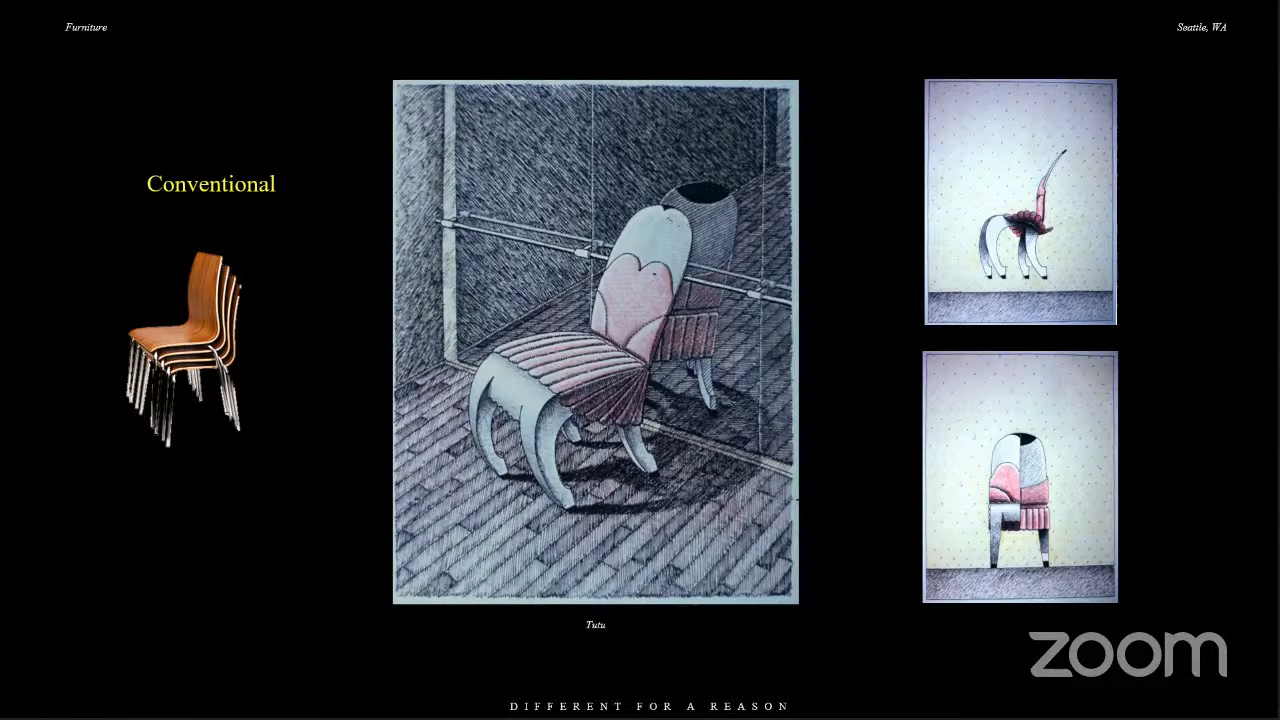 Furniture
Seattle, WA
Conventional
Tutu
zoom
DIFFERENT FOR A REASON